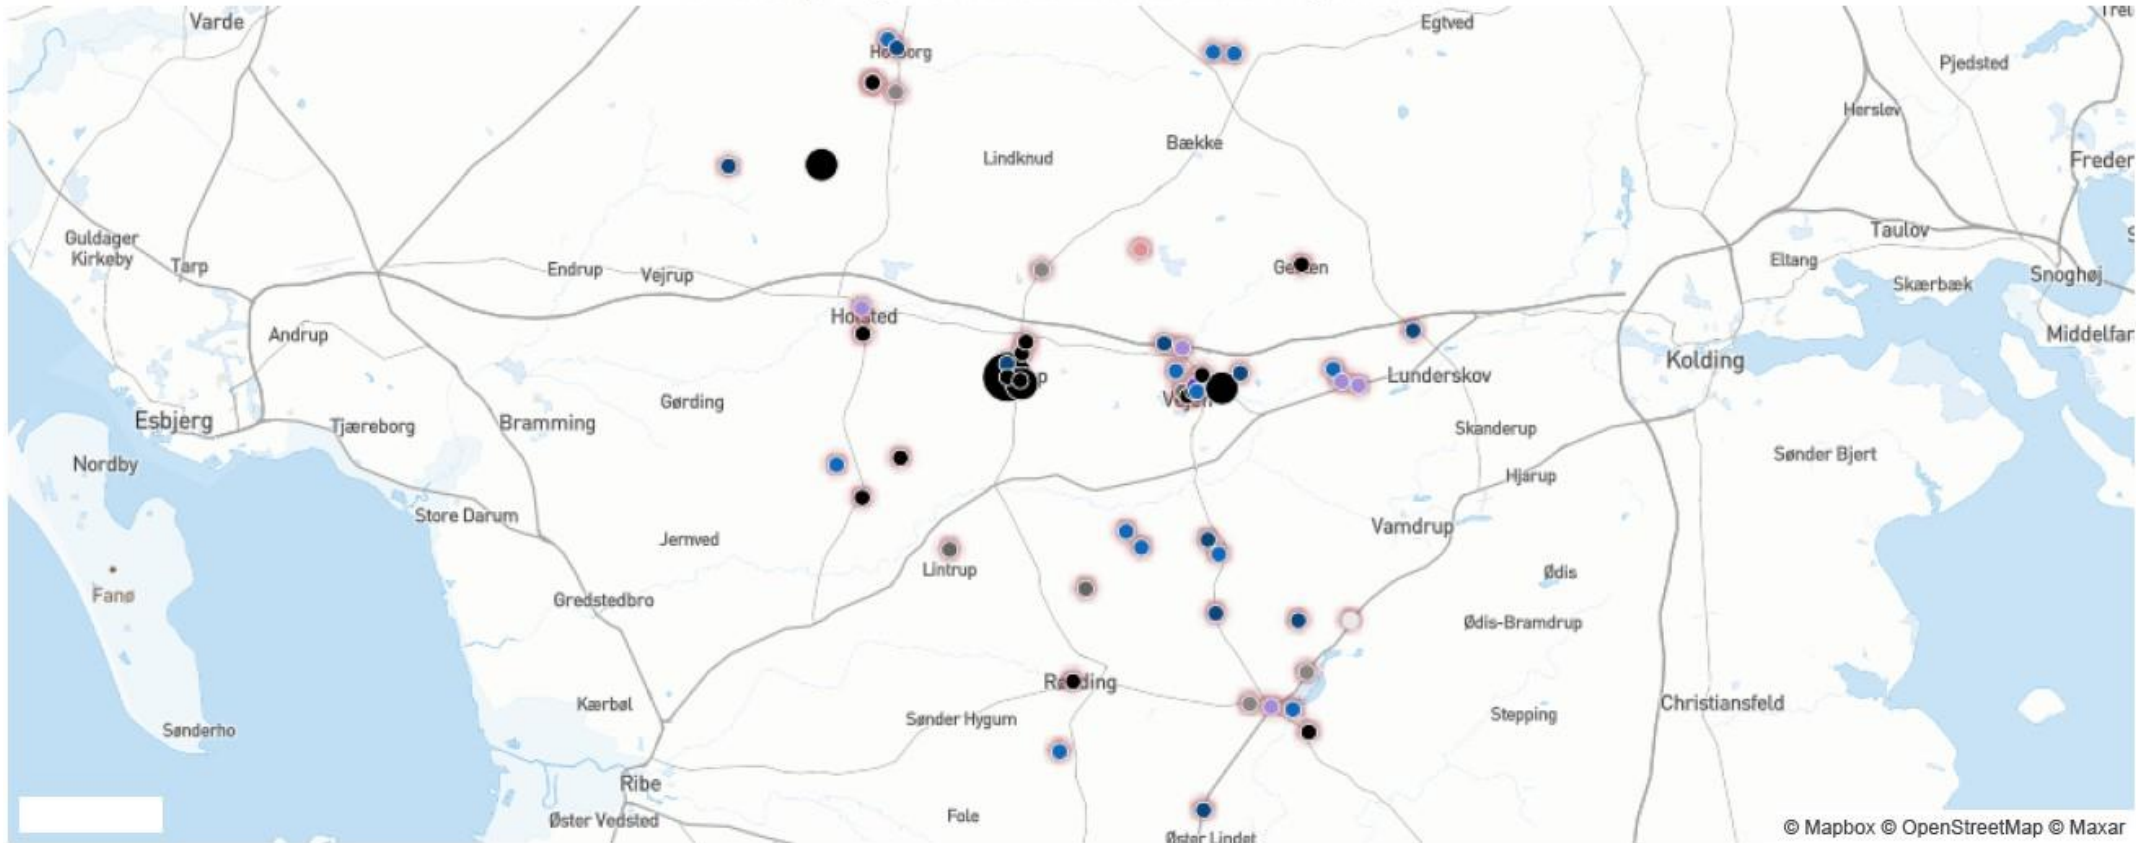 Varde
Egtved
Pjedsted
Herslev
Lindknud
Bække
Taulov
Guldager
Kirkeby
Tarp
Endrup
Vejrup
Eltang
Skærbæk
Snoghøj
Andrup
Middelfar
Kolding
Lunderskov
Esbjerg
Tjæreborg
Bramming
Gørding
Skanderup
Nordby
Sønder Bjert
Hjarup
Store Darum
Jernved
Vamdrup
Lintrup
Ødis
Fanø
Gredstedbro
Ødis-Bramdrup
Kærbøl
Sønder Hygum
Stepping
Christiansfeld
Sønderho
Ribe
Øster Vedsted
Fole
Øster Lindet
© Mapbox © OpenStreetMap © Maxar